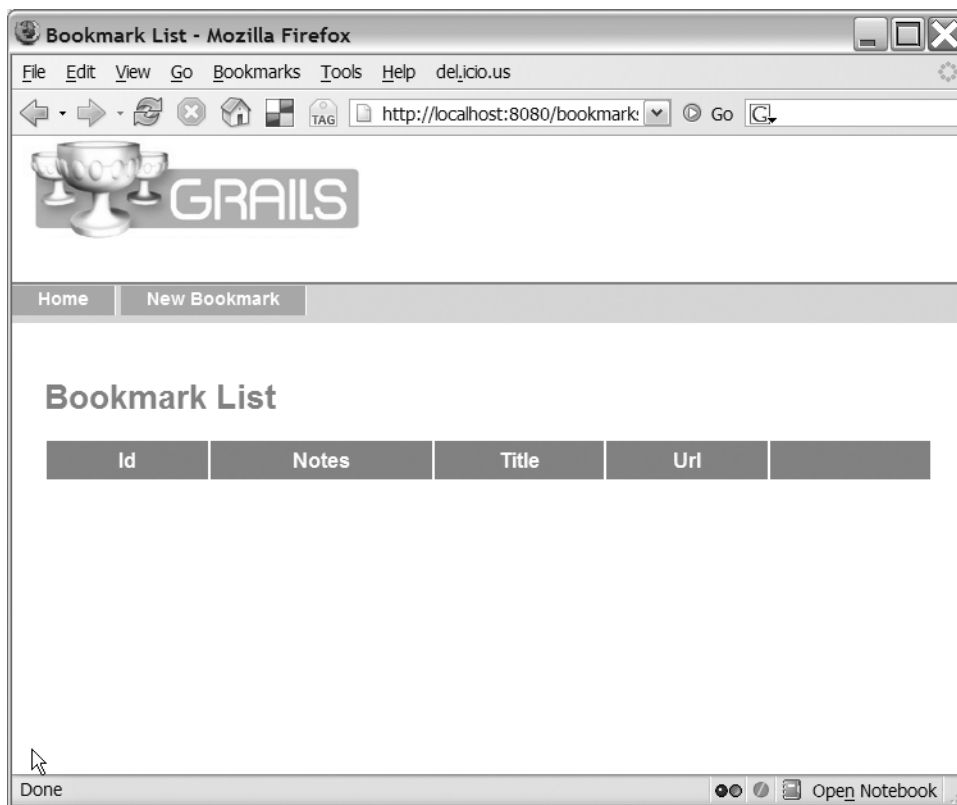 Bookmark List - Mozilla Firefox
File Edit View Go Bookmarks Tools Help del.icio.us
TAG http://localhost:8080/bookmark Go G
GRAILS
Home New Bookmark
Bookmark List
Id Notes Title Url
Done Open Notebook